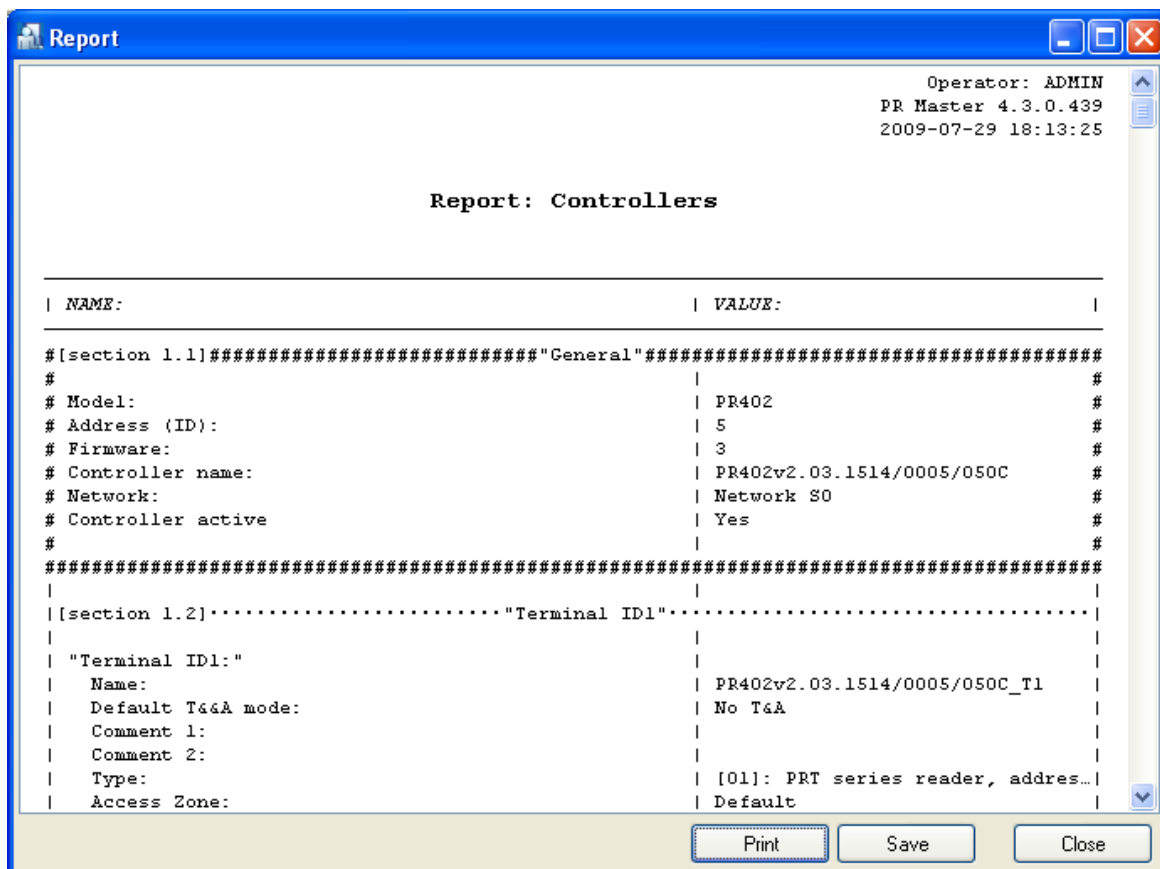 Report
Operator: ADMIN
PR Master 4.3.0.439
2009-07-29 18:13:25
Report: Controllers
| NAME: | VALUE: |
#[section 1.1]############################"General"#######################################
# | #
# Model: | PR402 #
# Address (ID): | 5 #
# Firmware: | 3 #
# Controller name: | PR402v2.03.1514/0005/050C #
# Network: | Network S0 #
# Controller active | Yes #
# | #
##########################################################################################
| | |
|[section 1.2]·························"Terminal ID1"····································|
| | |
| "Terminal ID1:" | |
| Name: | PR402v2.03.1514/0005/050C_T1 |
| Default T&&A mode: | No T&A |
| Comment 1: | |
| Comment 2: | |
| Type: | [01]: PRT series reader, addres…|
| Access Zone: | Default |
Print Save Close